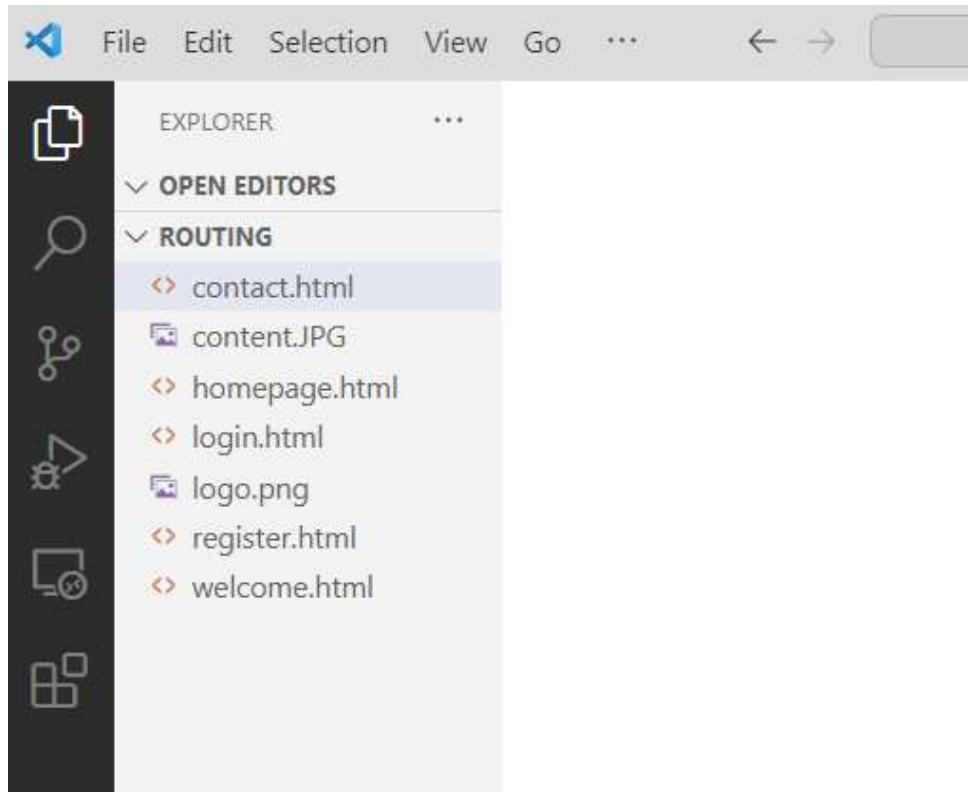 File Edit Selection View Go ···
EXPLORER ···
OPEN EDITORS
ROUTING
contact.html
content.JPG
homepage.html
login.html
logo.png
register.html
welcome.html